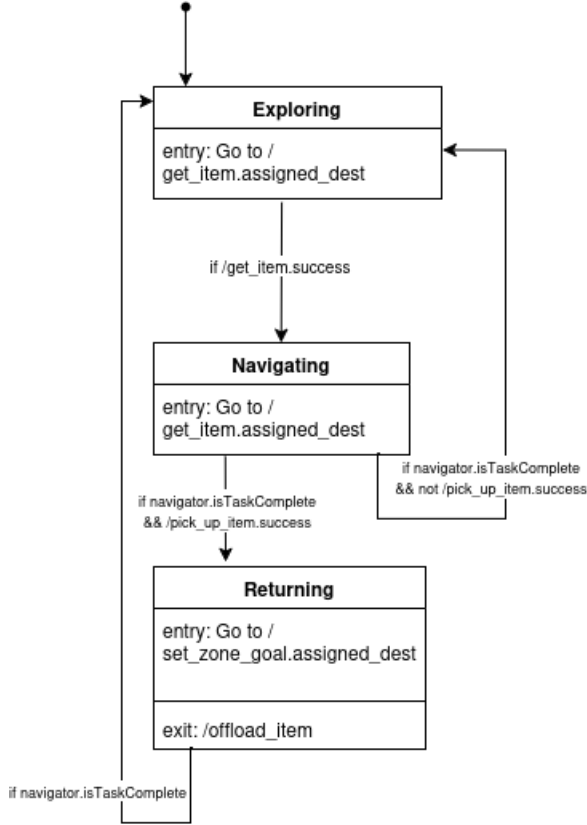 Exploring
entry: Go to /
get_item.assigned_dest
if /get_item.success
Navigating
entry: Go to /
get_item.assigned_dest
if navigator.isTaskComplete
&& not /pick_up_item.success
if navigator.isTaskComplete
&& /pick_up_item.success
Returning
entry: Go to /
set_zone_goal.assigned_dest
exit: /offload_item
if navigator.isTaskComplete